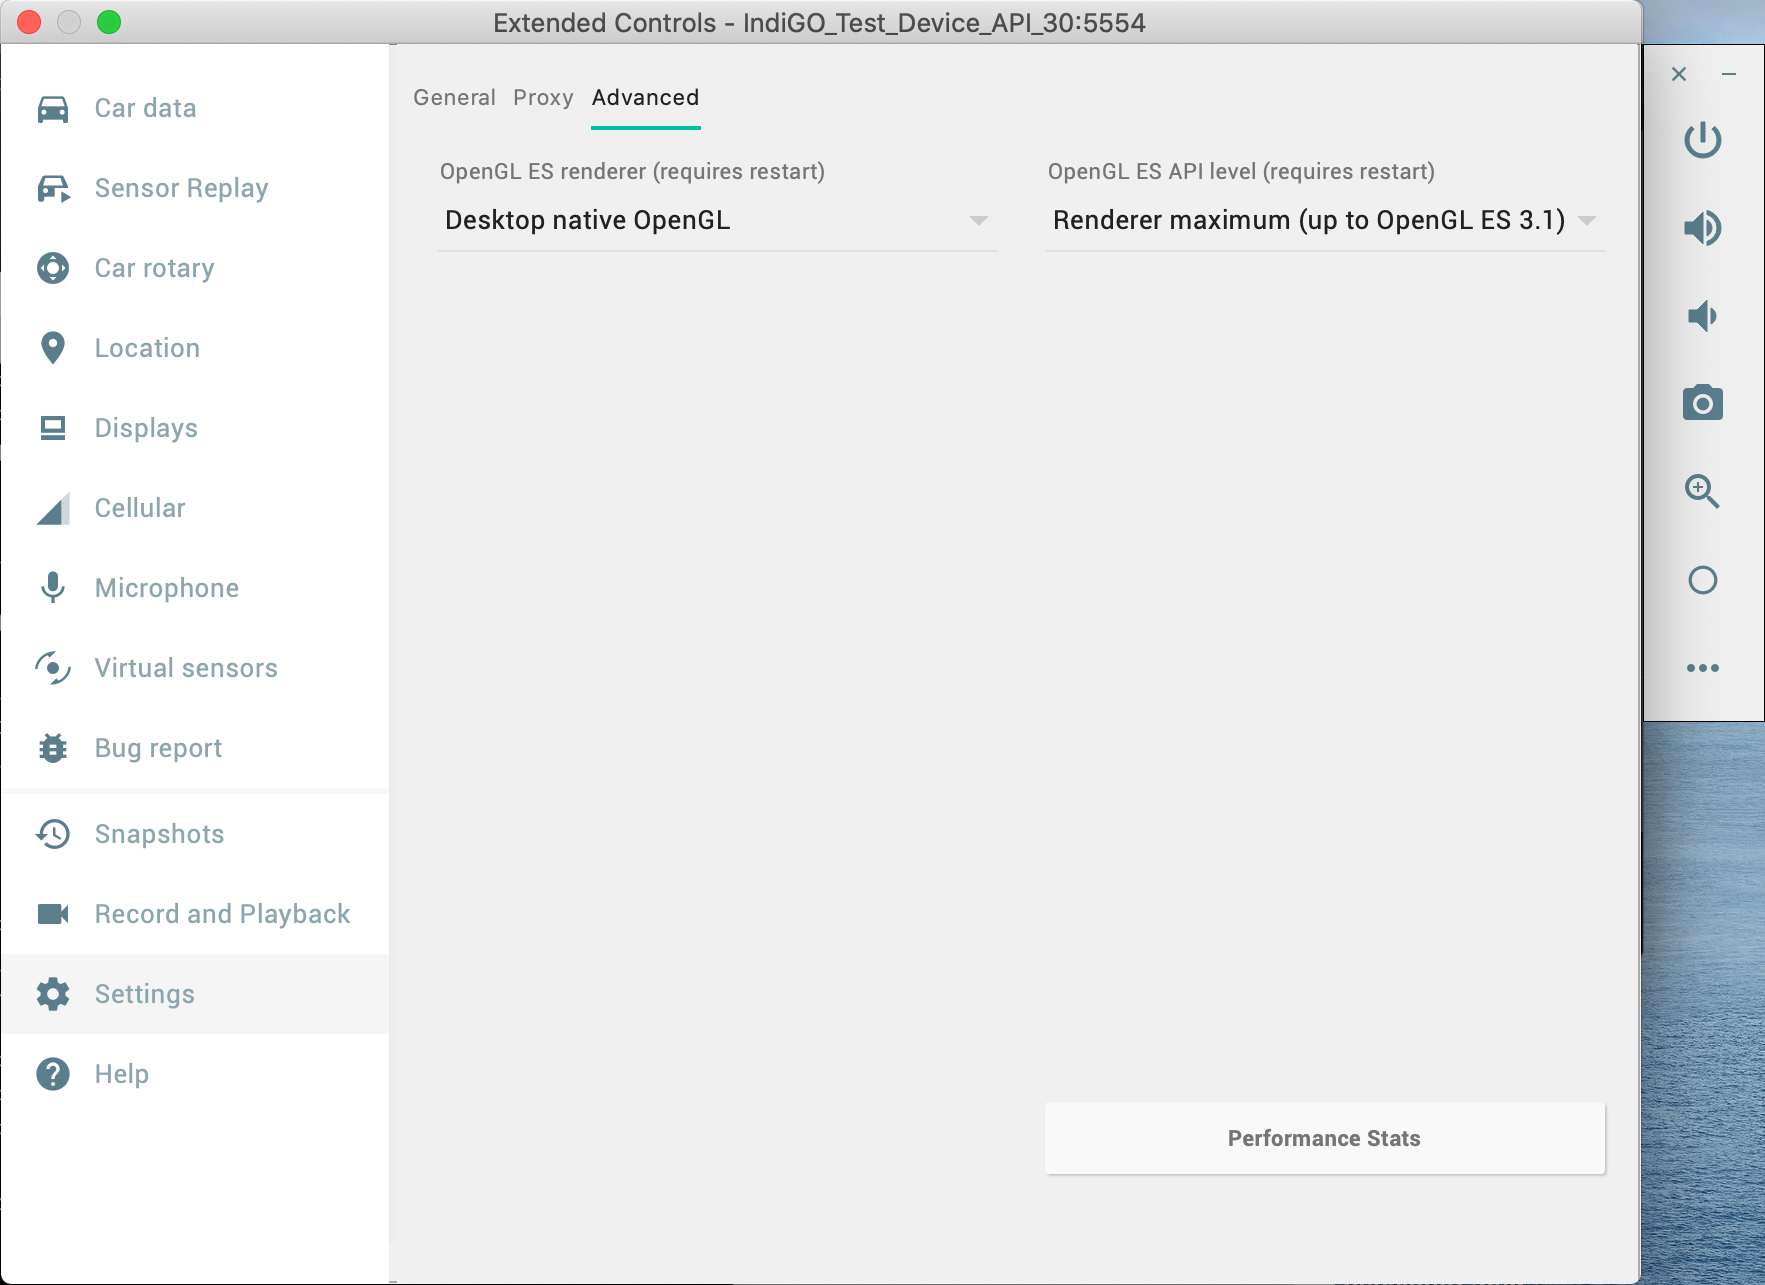 Extended Controls - IndiGO_Test_Device_API_30:5554
Car data
Sensor Replay
Car rotary
Location
Displays
Cellular
Microphone
Virtual sensors
Bug report
Snapshots
Record and Playback
Settings
Help
General Proxy Advanced
OpenGL ES renderer (requires restart)
Desktop native OpenGL
OpenGL ES API level (requires restart)
Renderer maximum (up to OpenGL ES 3.1)
Performance Stats